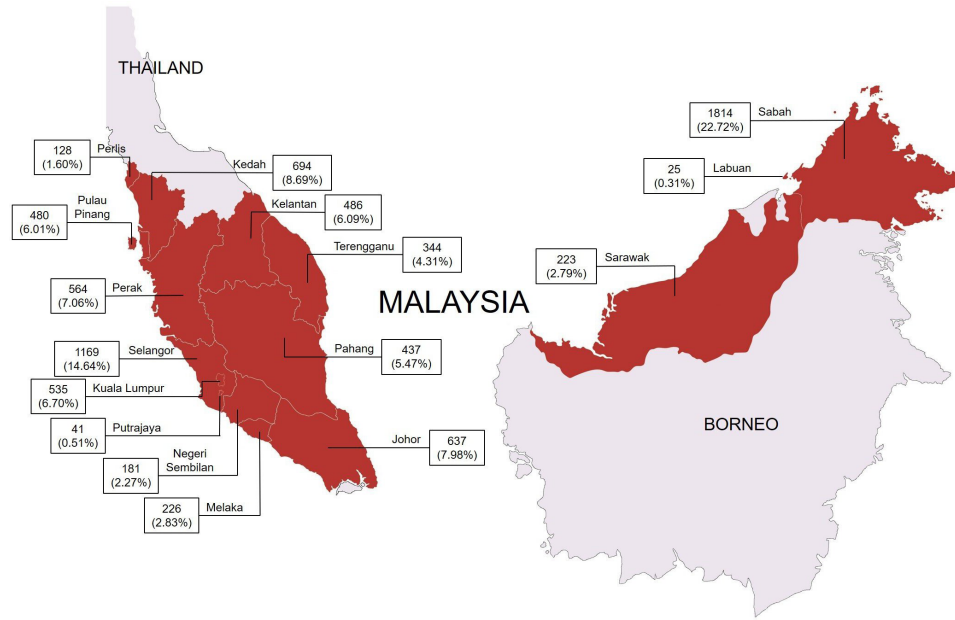 THAILAND
128
(1.60%)
Perlis
Kedah
694
(8.69%)
480
(6.01%)
Pulau
Pinang
Kelantan
486
(6.09%)
Terengganu
344
(4.31%)
564
(7.06%)
Perak
MALAYSIA
1169
(14.64%)
Selangor
Pahang
437
(5.47%)
535
(6.70%)
Kuala Lumpur
41
(0.51%)
Putrajaya
Johor
637
(7.98%)
181
(2.27%)
Negeri
Sembilan
226
(2.83%)
Melaka
1814
(22.72%)
Sabah
25
(0.31%)
Labuan
223
(2.79%)
Sarawak
BORNEO